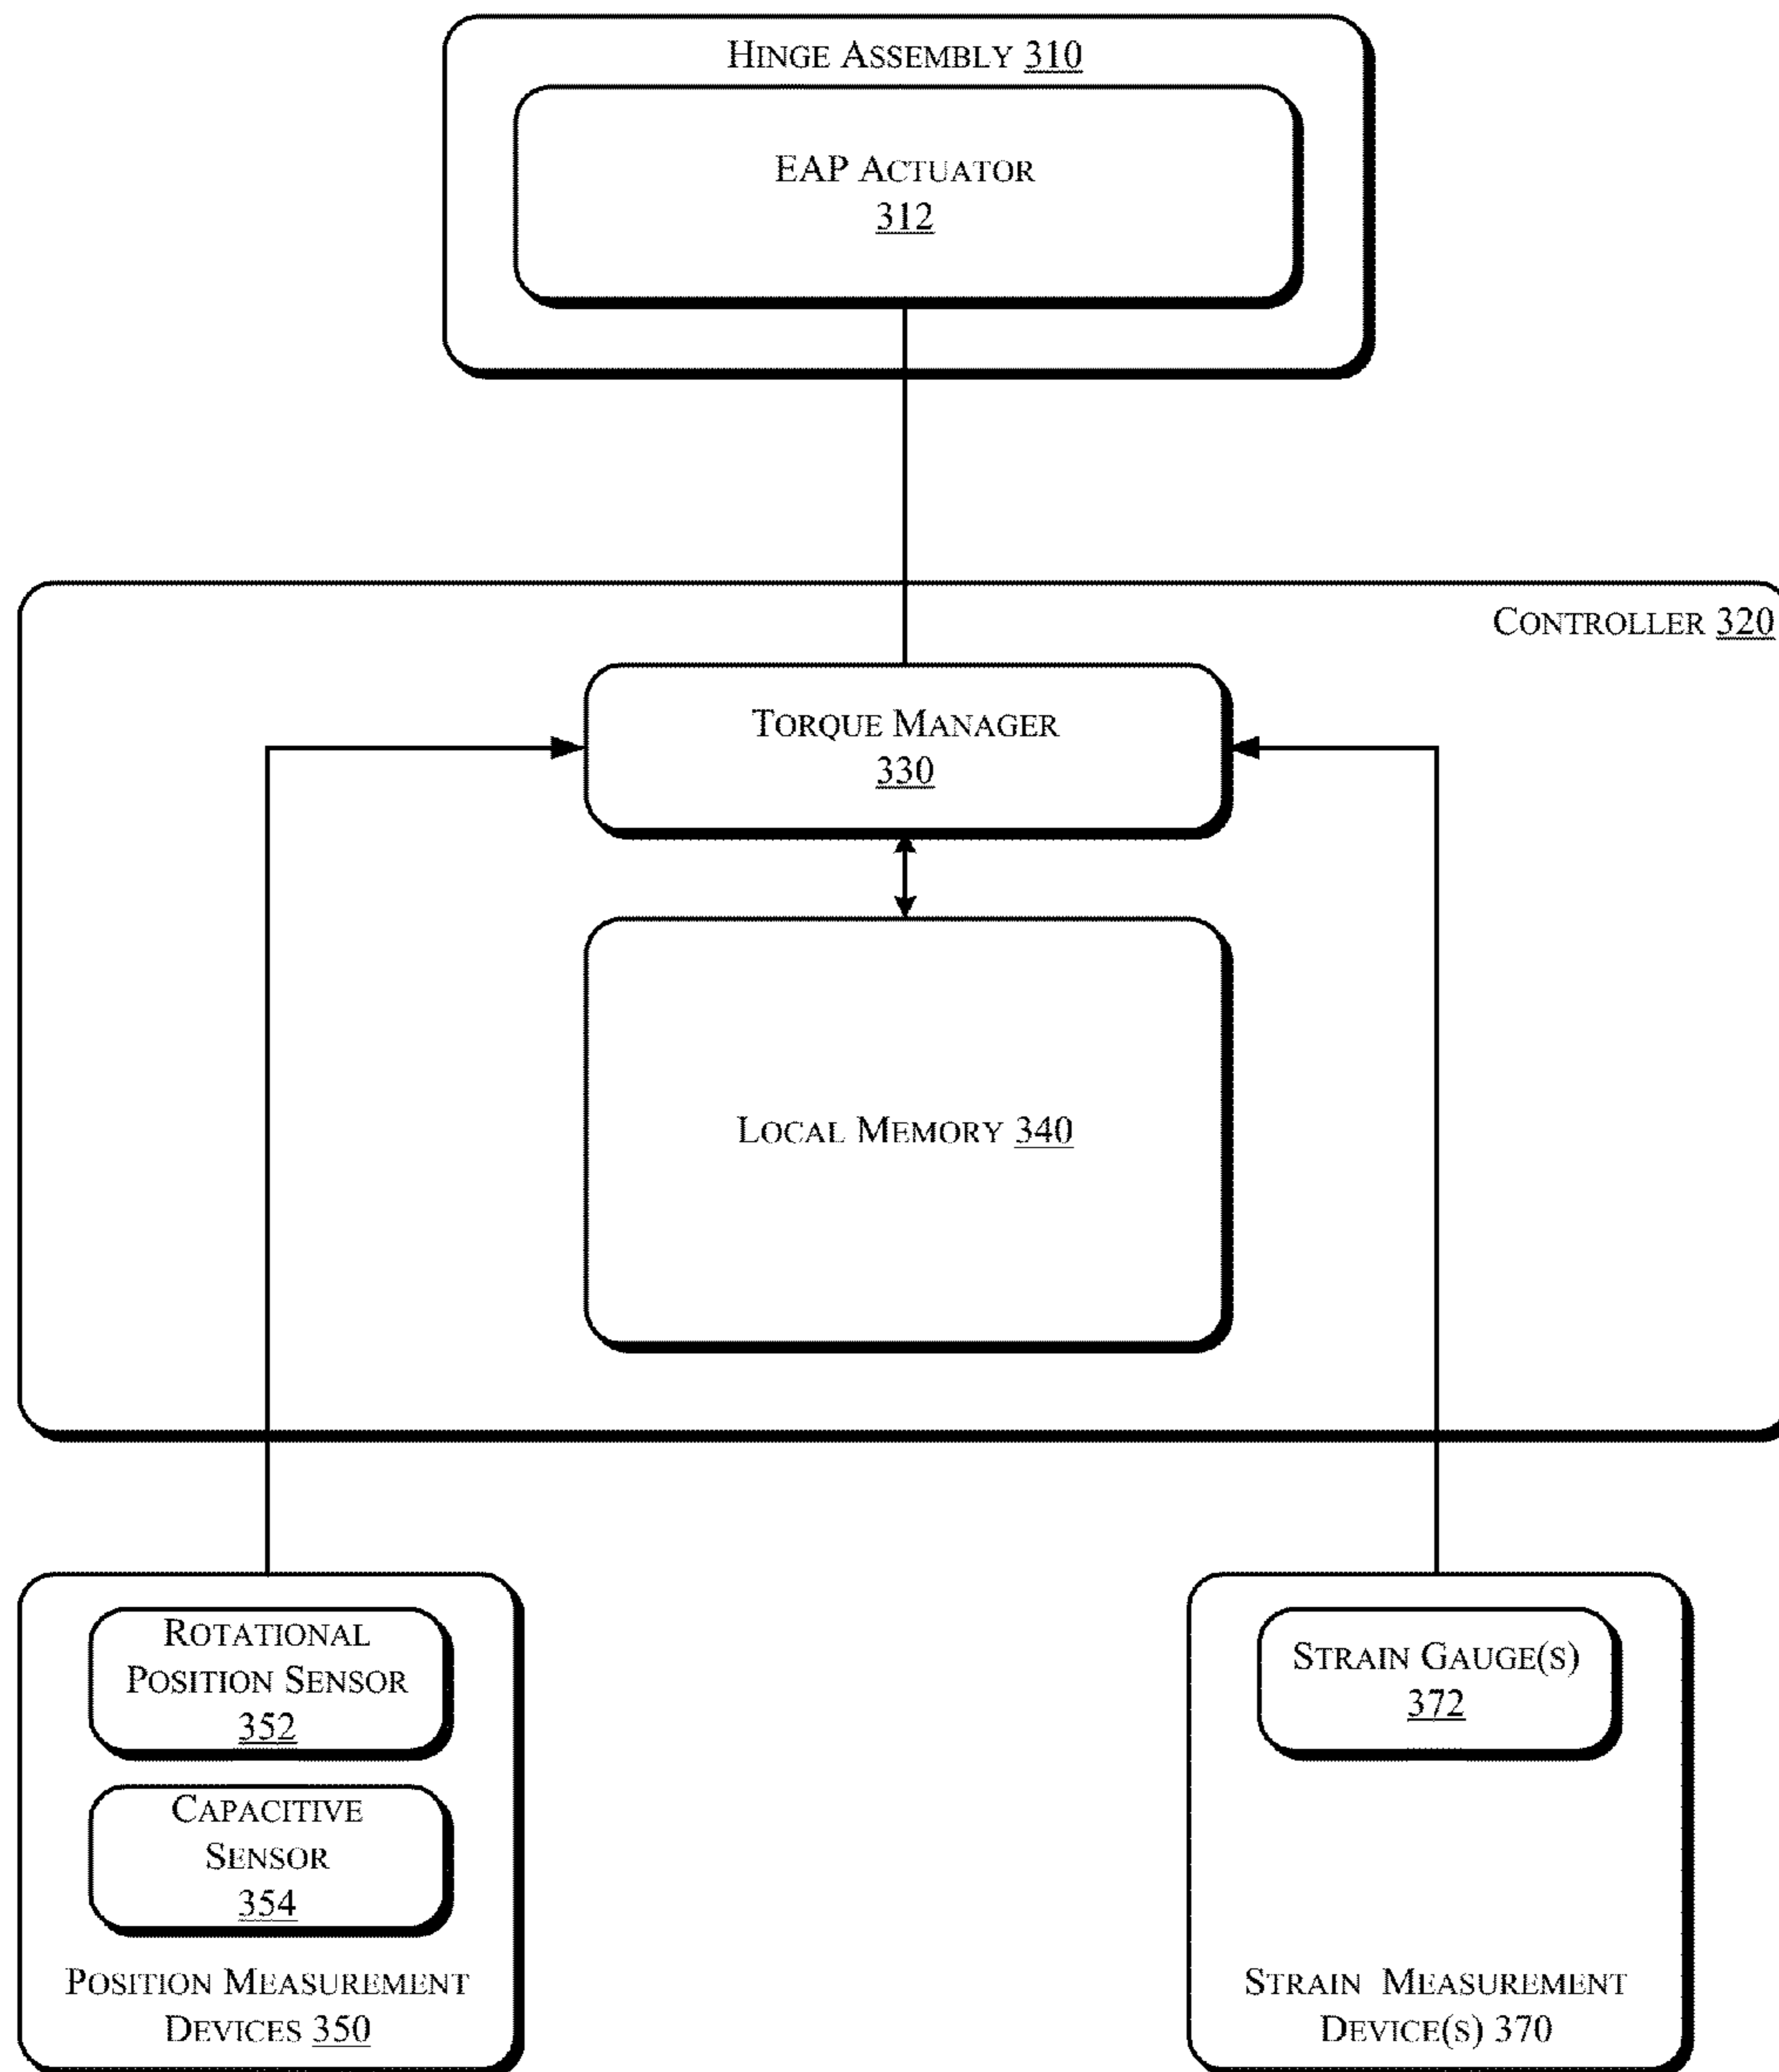 HINGE ASSEMBLY 310
EAP ACTUATOR
312
CONTROLLER 320
TORQUE MANAGER
330
LOCAL MEMORY 340
ROTATIONAL
POSITION SENSOR
352
CAPACITIVE
SENSOR
354
POSITION MEASUREMENT
DEVICES 350
STRAIN GAUGE(S)
372
STRAIN MEASUREMENT
DEVICE(S) 370